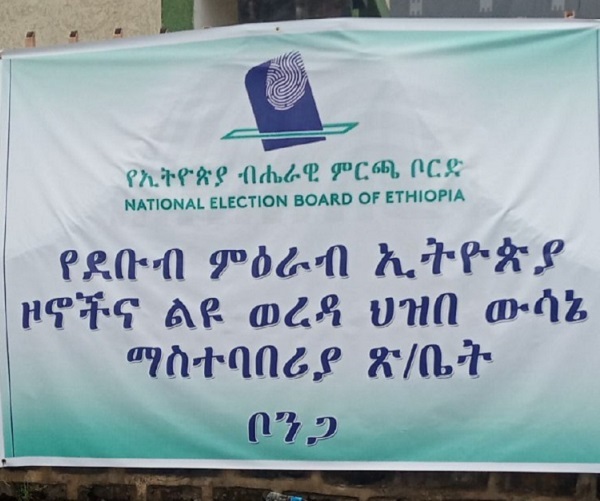 የኢትዮጵያ ብሔራዊ ምርጫ ቦርድ
NATIONAL ELECTION BOARD OF ETHIOPIA
የደቡብ ምዕራብ ኢትዮጵያ
ዞኖችና ልዩ ወረዳ ህዝበ ውሳኔ
ማስተባበሪያ ጽ/ቤት
ቦንጋ